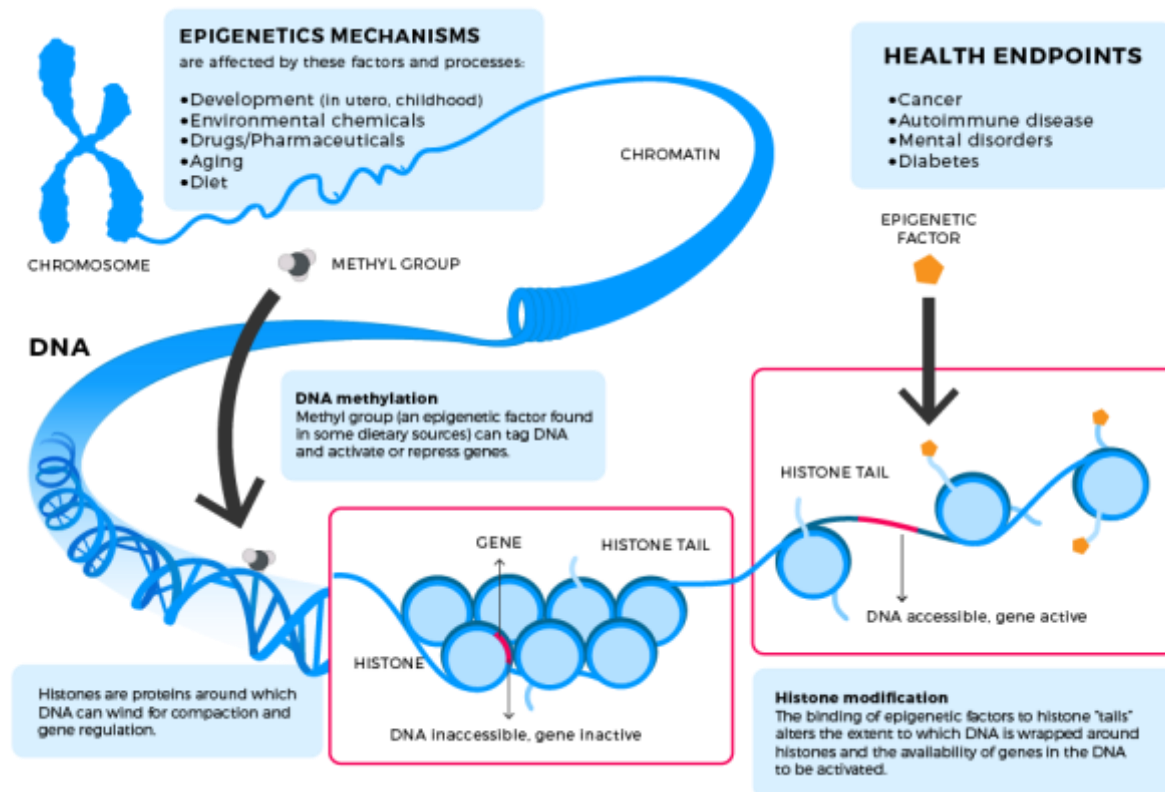 EPIGENETICS MECHANISMS
are affected by these factors and processes:
●Development (in utero, childhood)
●Environmental chemicals
●Drugs/Pharmaceuticals
●Aging
●Diet
HEALTH ENDPOINTS
●Cancer
●Autoimmune disease
●Mental disorders
●Diabetes
CHROMATIN
EPIGENETIC
FACTOR
CHROMOSOME
METHYL GROUP
DNA
DNA methylation
Methyl group (an epigenetic factor found
in some dietary sources) can tag DNA
and activate or repress genes.
HISTONE TAIL
GENE
HISTONE TAIL
DNA accessible, gene active
HISTONE
DNA inaccessible, gene inactive
Histones are proteins around which
DNA can wind for compaction and
gene regulation.
Histone modification
The binding of epigenetic factors to histone "tails"
alters the extent to which DNA is wrapped around
histones and the availability of genes in the DNA
to be activated.